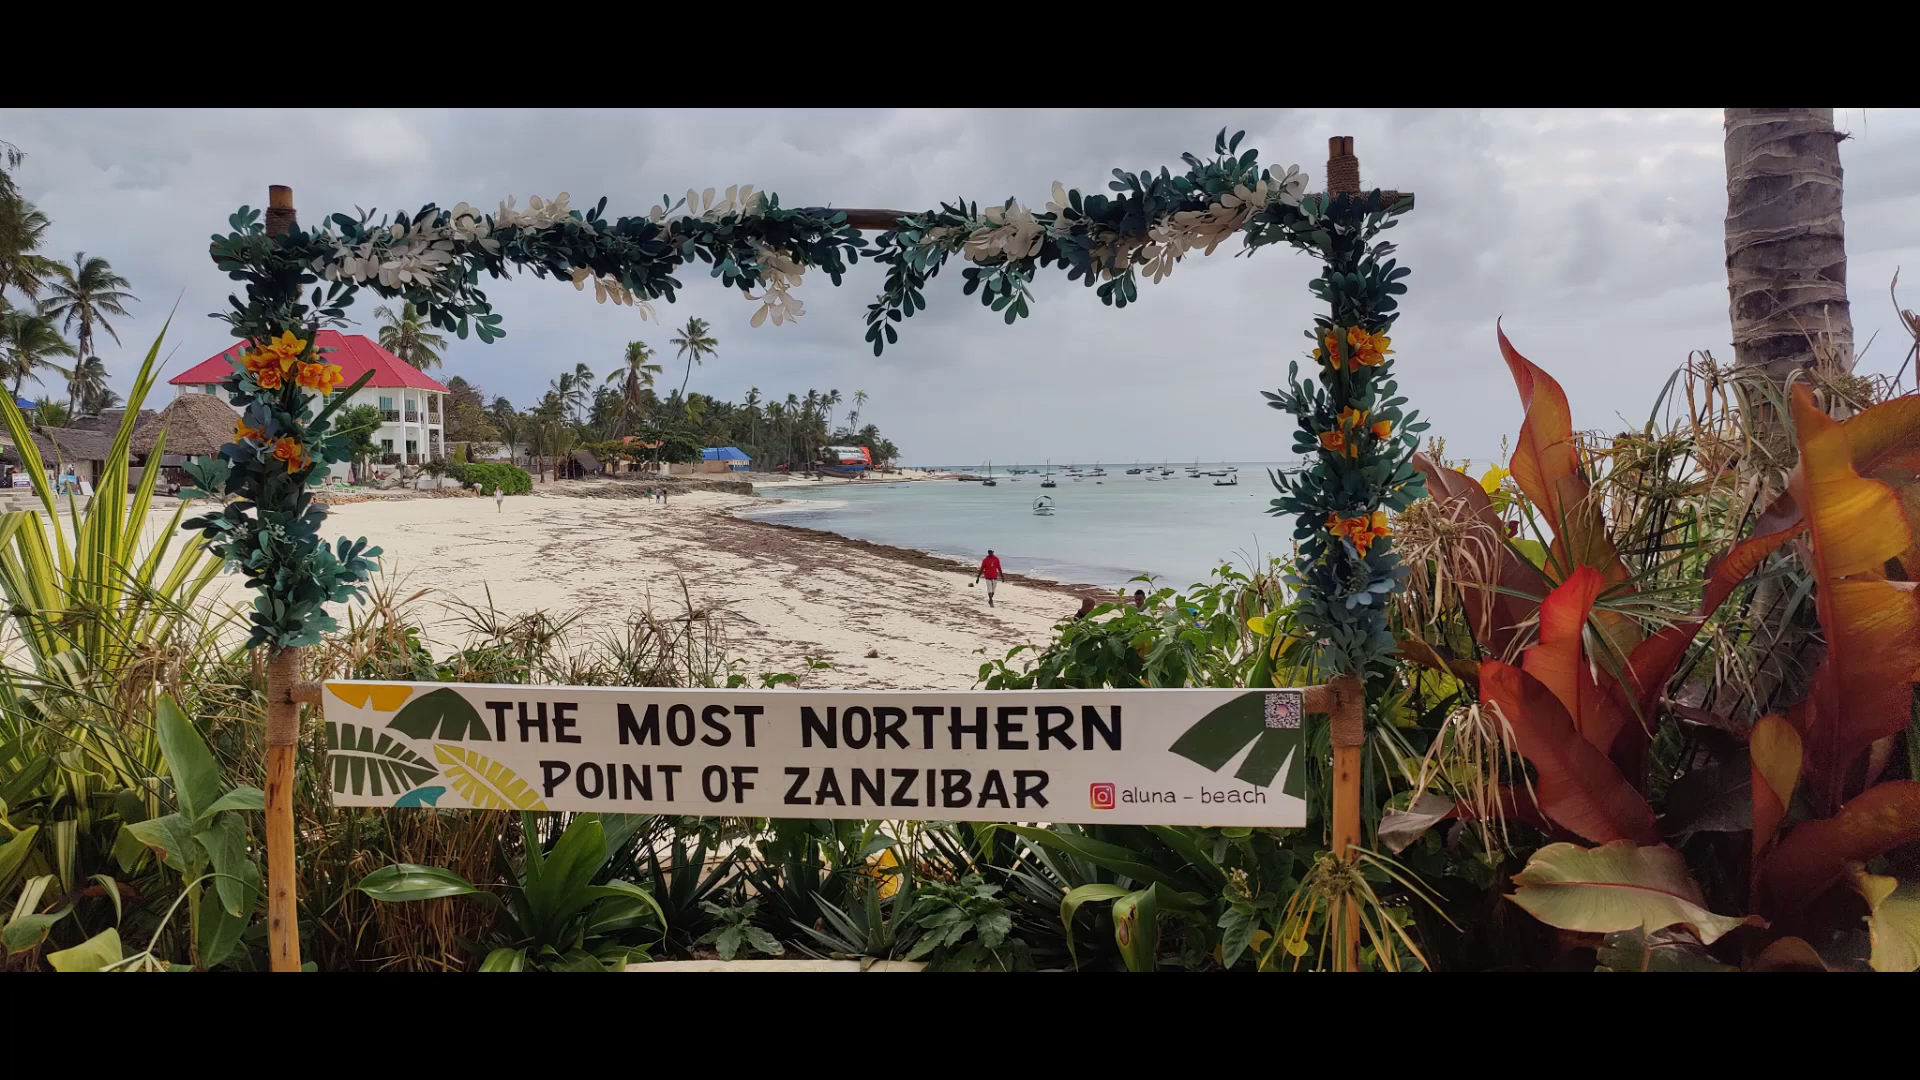 THE MOST NORTHERN
POINT OF ZANZIBAR
aluna - beach